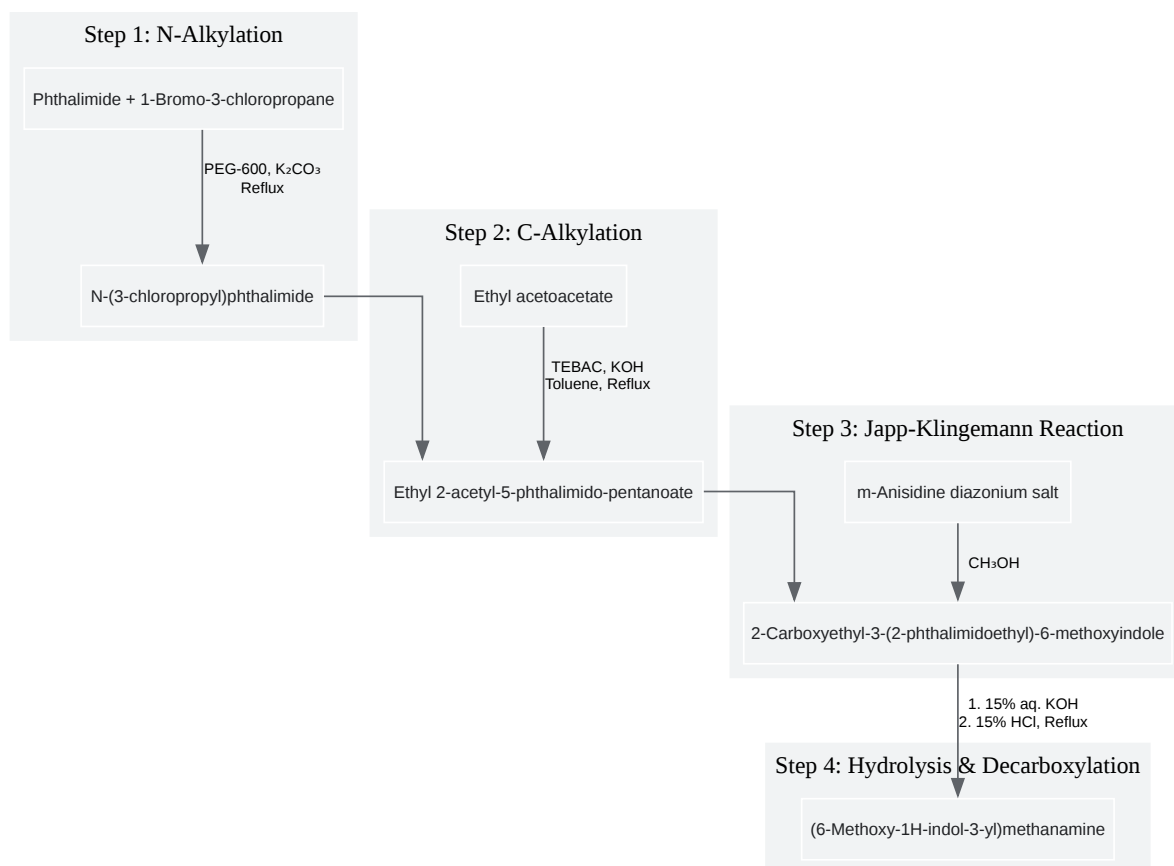 Step 1: N-Alkylation
Phthalimide + 1-Bromo-3-chloropropane
PEG-600, K₂CO₃
Reflux
N-(3-chloropropyl)phthalimide
Step 2: C-Alkylation
Ethyl acetoacetate
TEBAC, KOH
Toluene, Reflux
Ethyl 2-acetyl-5-phthalimido-pentanoate
Step 3: Japp-Klingemann Reaction
m-Anisidine diazonium salt
CH₃OH
2-Carboxyethyl-3-(2-phthalimidoethyl)-6-methoxyindole
1. 15% aq. KOH
2. 15% HCl, Reflux
Step 4: Hydrolysis & Decarboxylation
(6-Methoxy-1H-indol-3-yl)methanamine